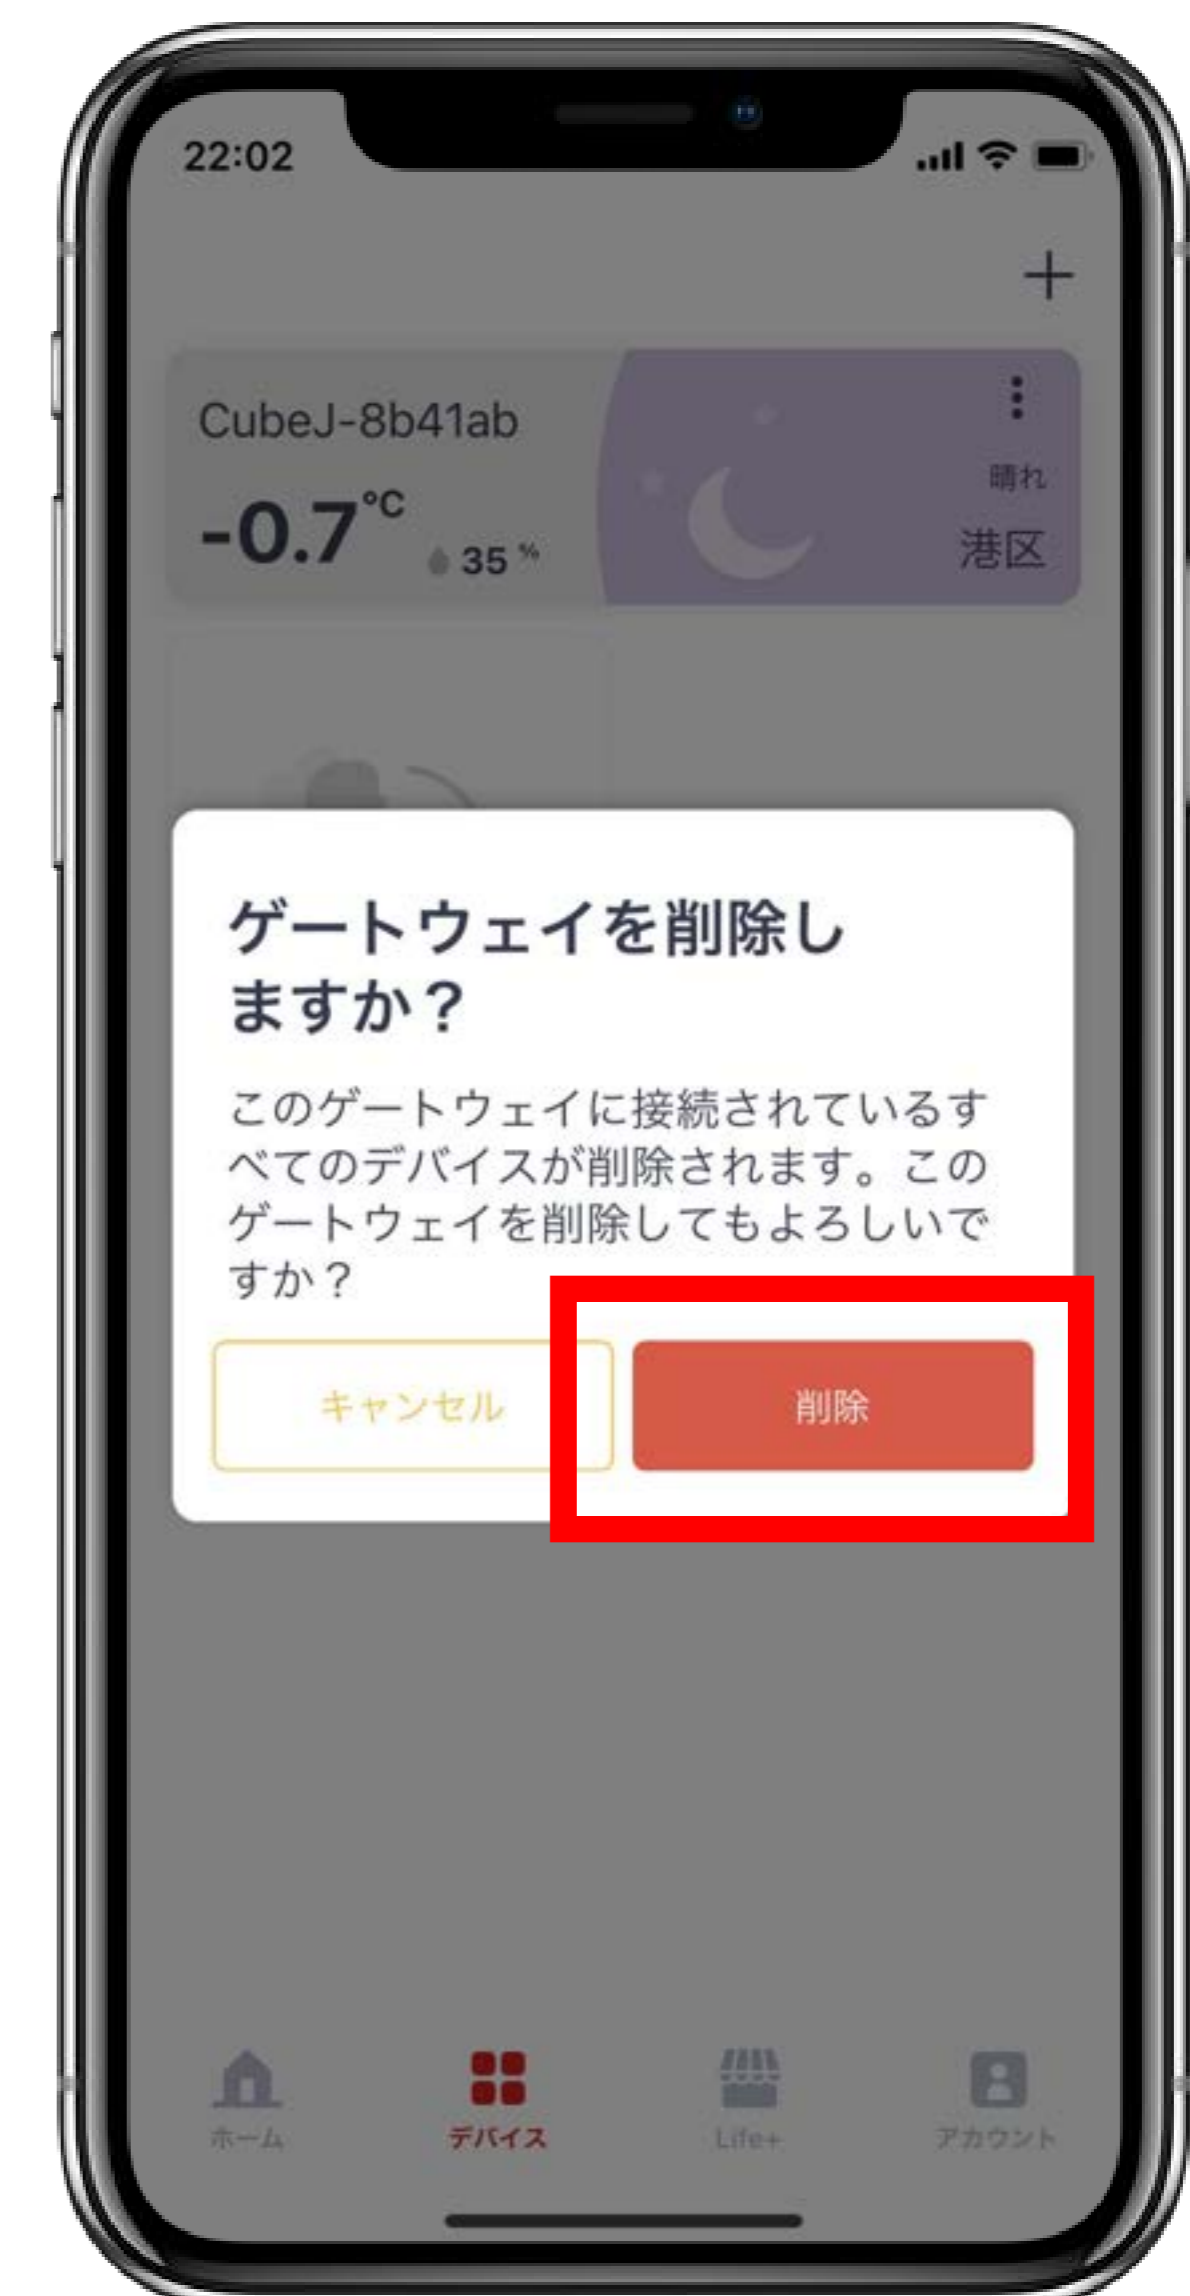 22:02
CubeJ-8b41ab
-0.7℃
35 %
晴れ
港区
ゲートウェイを削除し
ますか？
このゲートウェイに接続されているす
べてのデバイスが削除されます。この
ゲートウェイを削除してもよろしいで
すか？
キャンセル
削除
ホーム
デバイス
Life+
アカウント